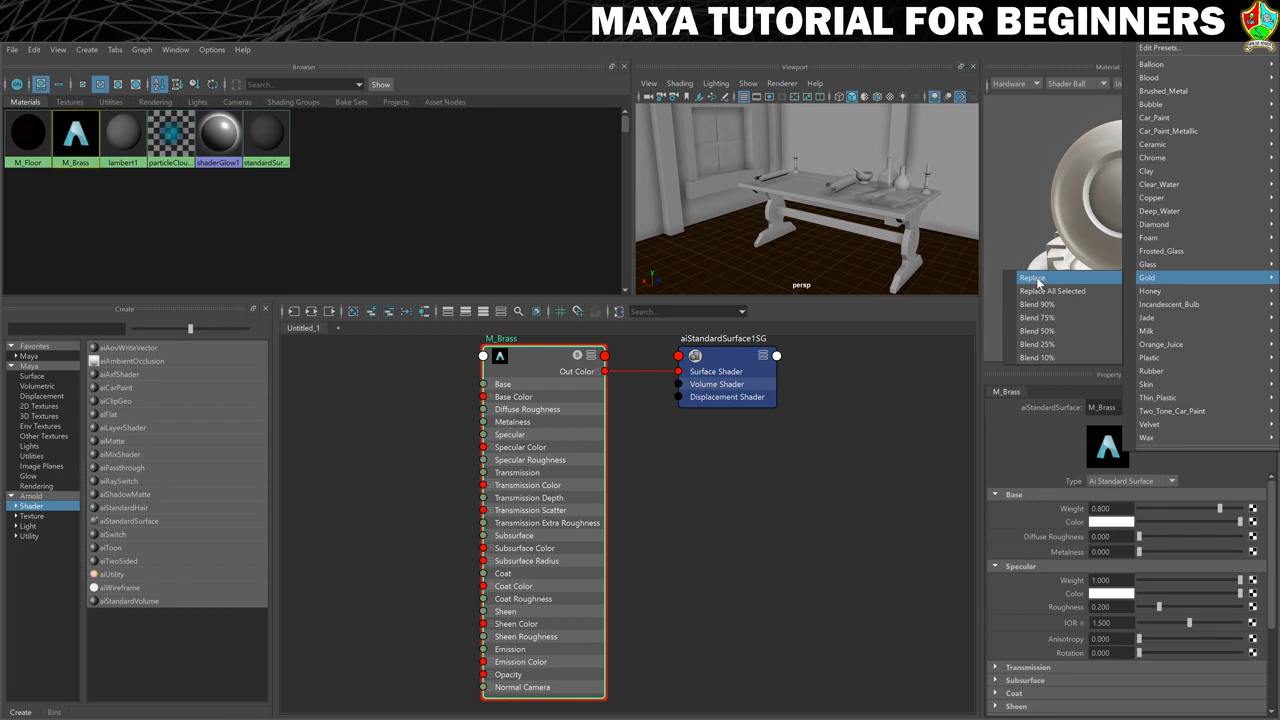 MAYA TUTORIAL FOR BEGINNERS
File Edit View Create Tabs Graph Window Options Help
Browser
Search... Show
Materials Textures Utilities Rendering Lights Cameras Shading Groups Bake Sets Projects Asset Nodes
M_Floor M_Brass lambert1 particleClou... shaderGlow1 standardSur...
Viewport
View Shading Lighting Show Renderer Panels
persp
Material
Hardware Shader Ball
Edit Presets...
Balloon
Blood
Brushed_Metal
Bubble
Car_Paint
Car_Paint_Metallic
Ceramic
Chrome
Clay
Clear_Water
Copper
Deep_Water
Diamond
Foam
Frosted_Glass
Glass
Gold
Honey
Incandescent_Bulb
Jade
Milk
Orange_Juice
Plastic
Rubber
Skin
Thin_Plastic
Two_Tone_Car_Paint
Velvet
Wax
Replace
Replace All Selected
Blend 90%
Blend 75%
Blend 50%
Blend 25%
Blend 10%
Create
Favorites
Maya
Maya
Surface
Volumetric
Displacement
2D Textures
3D Textures
Env Textures
Other Textures
Lights
Utilities
Image Planes
Glow
Rendering
Arnold
Shader
Texture
Light
Utility
aiAovWriteVector
aiAmbientOcclusion
aiAxfShader
aiCarPaint
aiClipGeo
aiFlat
aiLayerShader
aiMatte
aiMixShader
aiPassthrough
aiRaySwitch
aiShadowMatte
aiStandardHair
aiStandardSurface
aiSwitch
aiToon
aiTwoSided
aiUtility
aiWireframe
aiStandardVolume
Create Bins
Search...
Untitled_1 +
M_Brass
Out Color
Base
Base Color
Diffuse Roughness
Metalness
Specular
Specular Color
Specular Roughness
Transmission
Transmission Color
Transmission Depth
Transmission Scatter
Transmission Extra Roughness
Subsurface
Subsurface Color
Subsurface Radius
Coat
Coat Color
Coat Roughness
Sheen
Sheen Color
Sheen Roughness
Emission
Emission Color
Opacity
Normal Camera
aiStandardSurface1SG
Surface Shader
Volume Shader
Displacement Shader
M_Brass
aiStandardSurface: M_Brass
Type Ai Standard Surface
Base
Weight 0.800
Color
Diffuse Roughness 0.000
Metalness 0.000
Specular
Weight 1.000
Color
Roughness 0.200
IOR 1.500
Anisotropy 0.000
Rotation 0.000
Transmission
Subsurface
Coat
Sheen